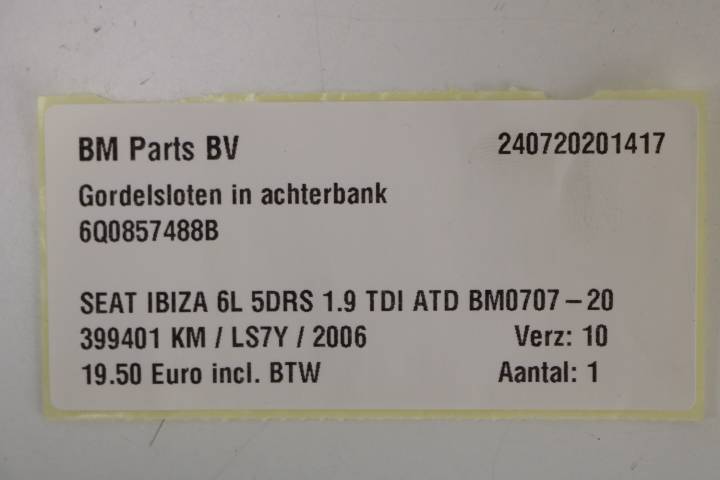 BM Parts BV 240720201417
Gordelsloten in achterbank
6Q0857488B
SEAT IBIZA 6L 5DRS 1.9 TDI ATD BM0707-20
399401 KM / LS7Y / 2006 Verz: 10
19.50 Euro incl. BTW Aantal: 1